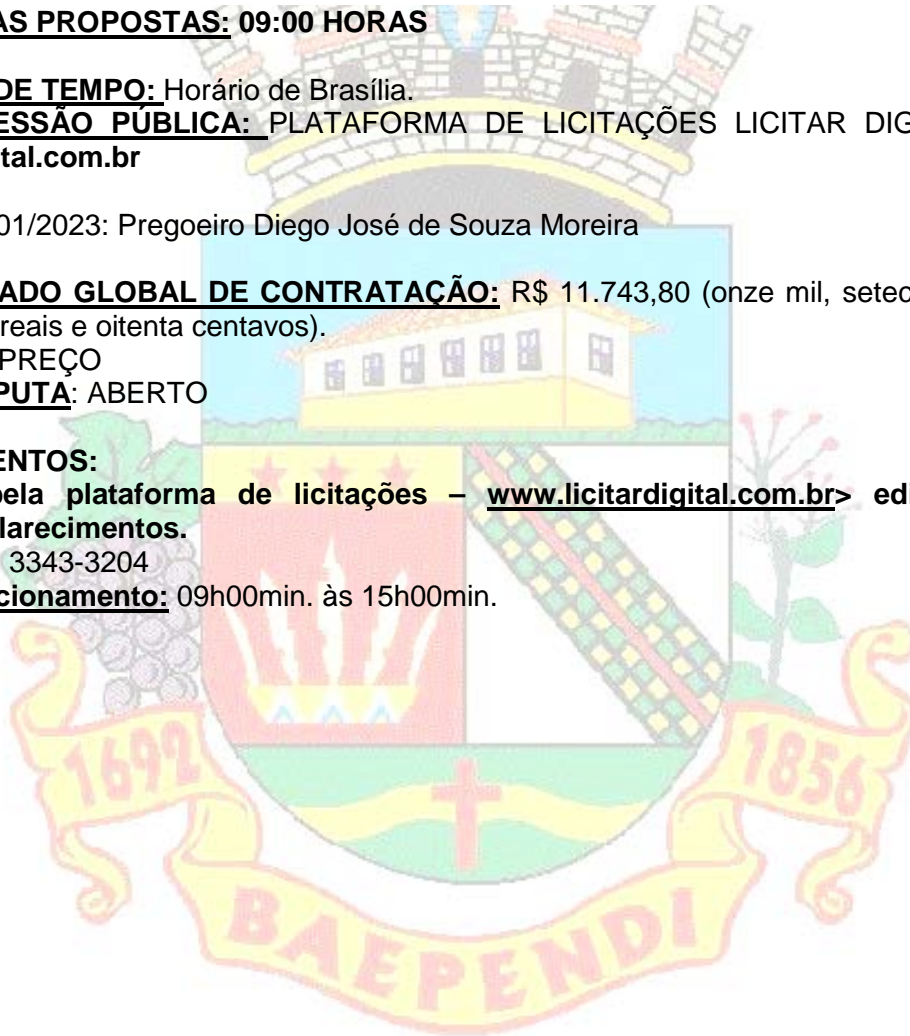 AS PROPOSTAS: 09:00 HORAS
DE TEMPO: Horário de Brasília.
ESSÃO PÚBLICA: PLATAFORMA DE LICITAÇÕES LICITAR DIG
tal.com.br
01/2023: Pregoeiro Diego José de Souza Moreira
ADO GLOBAL DE CONTRATAÇÃO: R$ 11.743,80 (onze mil, setec
reais e oitenta centavos).
PREÇO
PUTA: ABERTO
ENTOS:
pela plataforma de licitações – www.licitardigital.com.br> edi
larecimentos.
3343-3204
cionamento: 09h00min. às 15h00min.
1692
1856
BAEPENDI